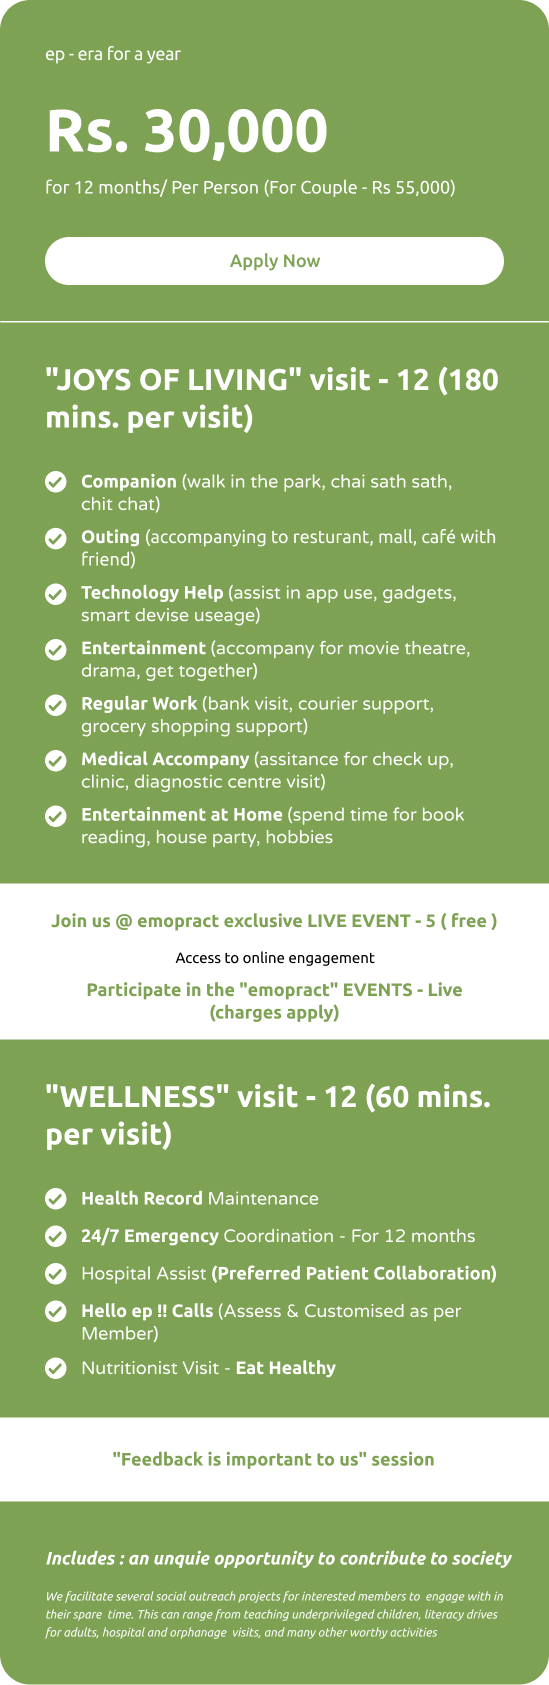 ep - era for a year
Rs. 30,000
for 12 months/ Per Person (For Couple - Rs 55,000)
Apply Now
"JOYS OF LIVING" visit - 12 (180
mins. per visit)
Companion (walk in the park, chai sath sath,
chit chat)
Outing (accompanying to resturant, mall, café with
friend)
Technology Help (assist in app use, gadgets,
smart devise useage)
Entertainment (accompany for movie theatre,
drama, get together)
Regular Work (bank visit, courier support,
grocery shopping support)
Medical Accompany (assitance for check up,
clinic, diagnostic centre visit)
Entertainment at Home (spend time for book
reading, house party, hobbies
Join us @ emopract exclusive LIVE EVENT - 5 ( free )
Access to online engagement
Participate in the "emopract" EVENTS - Live
(charges apply)
"WELLNESS" visit - 12 (60 mins.
per visit)
Health Record Maintenance
24/7 Emergency Coordination - For 12 months
Hospital Assist (Preferred Patient Collaboration)
Hello ep !! Calls (Assess & Customised as per
Member)
Nutritionist Visit - Eat Healthy
"Feedback is important to us" session
Includes : an unquie opportunity to contribute to society
We facilitate several social outreach projects for interested members to engage with in
their spare time. This can range from teaching underprivileged children, literacy drives
for adults, hospital and orphanage visits, and many other worthy activities